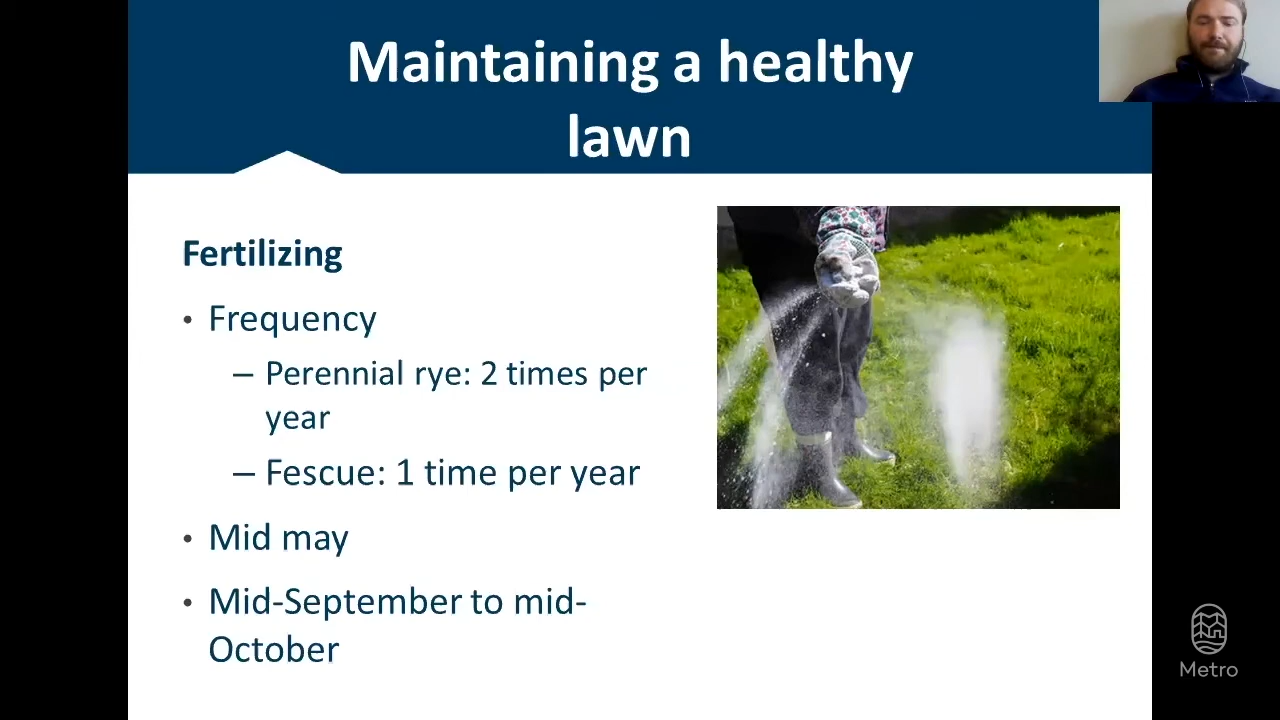 Maintaining a healthy
lawn
Fertilizing
• Frequency
– Perennial rye: 2 times per
year
– Fescue: 1 time per year
• Mid may
• Mid-September to mid-
October
Metro